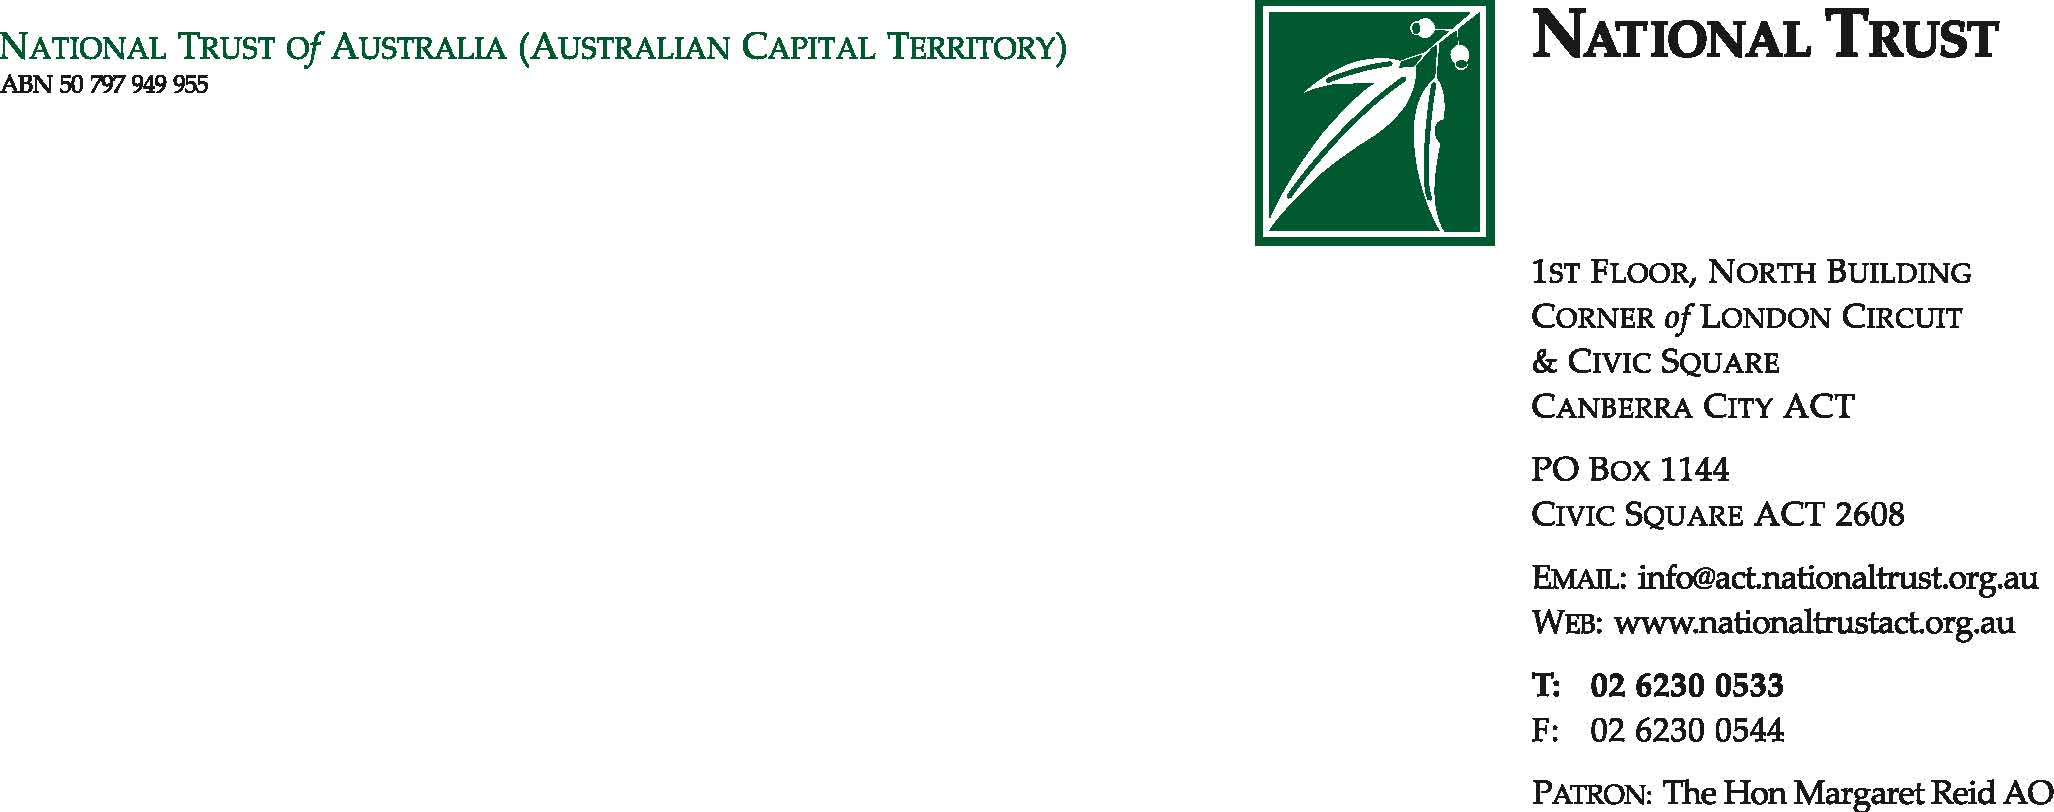 National Trust of Australia (Australian Capital Territory)
ABN 50 797 949 955
National Trust
1st Floor, North Building
Corner of London Circuit
& Civic Square
Canberra City ACT
PO Box 1144
Civic Square ACT 2608
Email: info@act.nationaltrust.org.au
Web: www.nationaltrustact.org.au
T: 02 6230 0533
F: 02 6230 0544
Patron: The Hon Margaret Reid AO